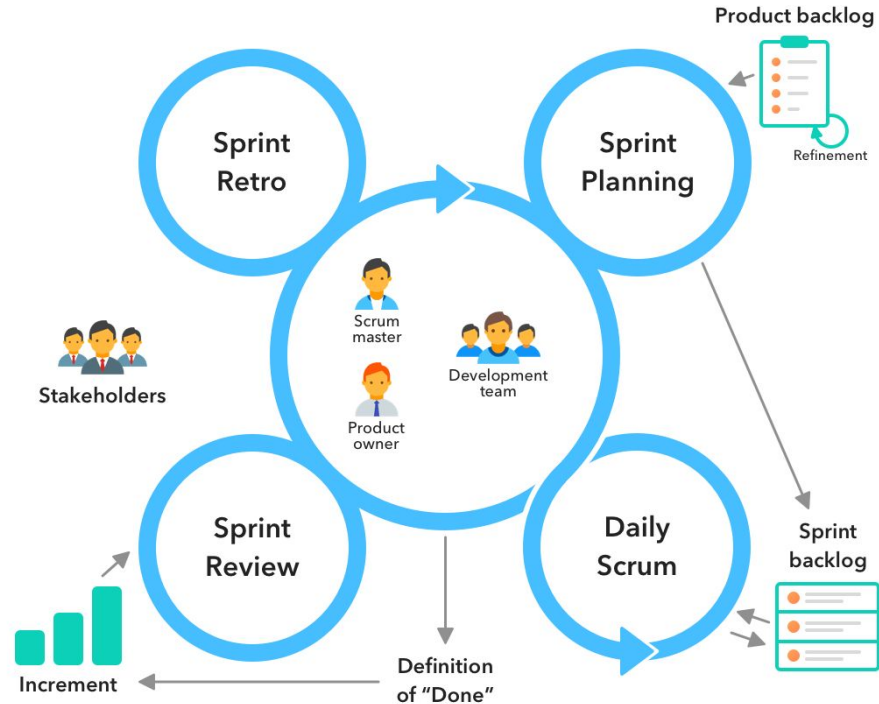 Product backlog
Refinement
Sprint
Retro
Sprint
Planning
Scrum
master
Development
team
Product
owner
Stakeholders
Sprint
Review
Daily
Scrum
Sprint
backlog
Increment
Definition
of “Done”